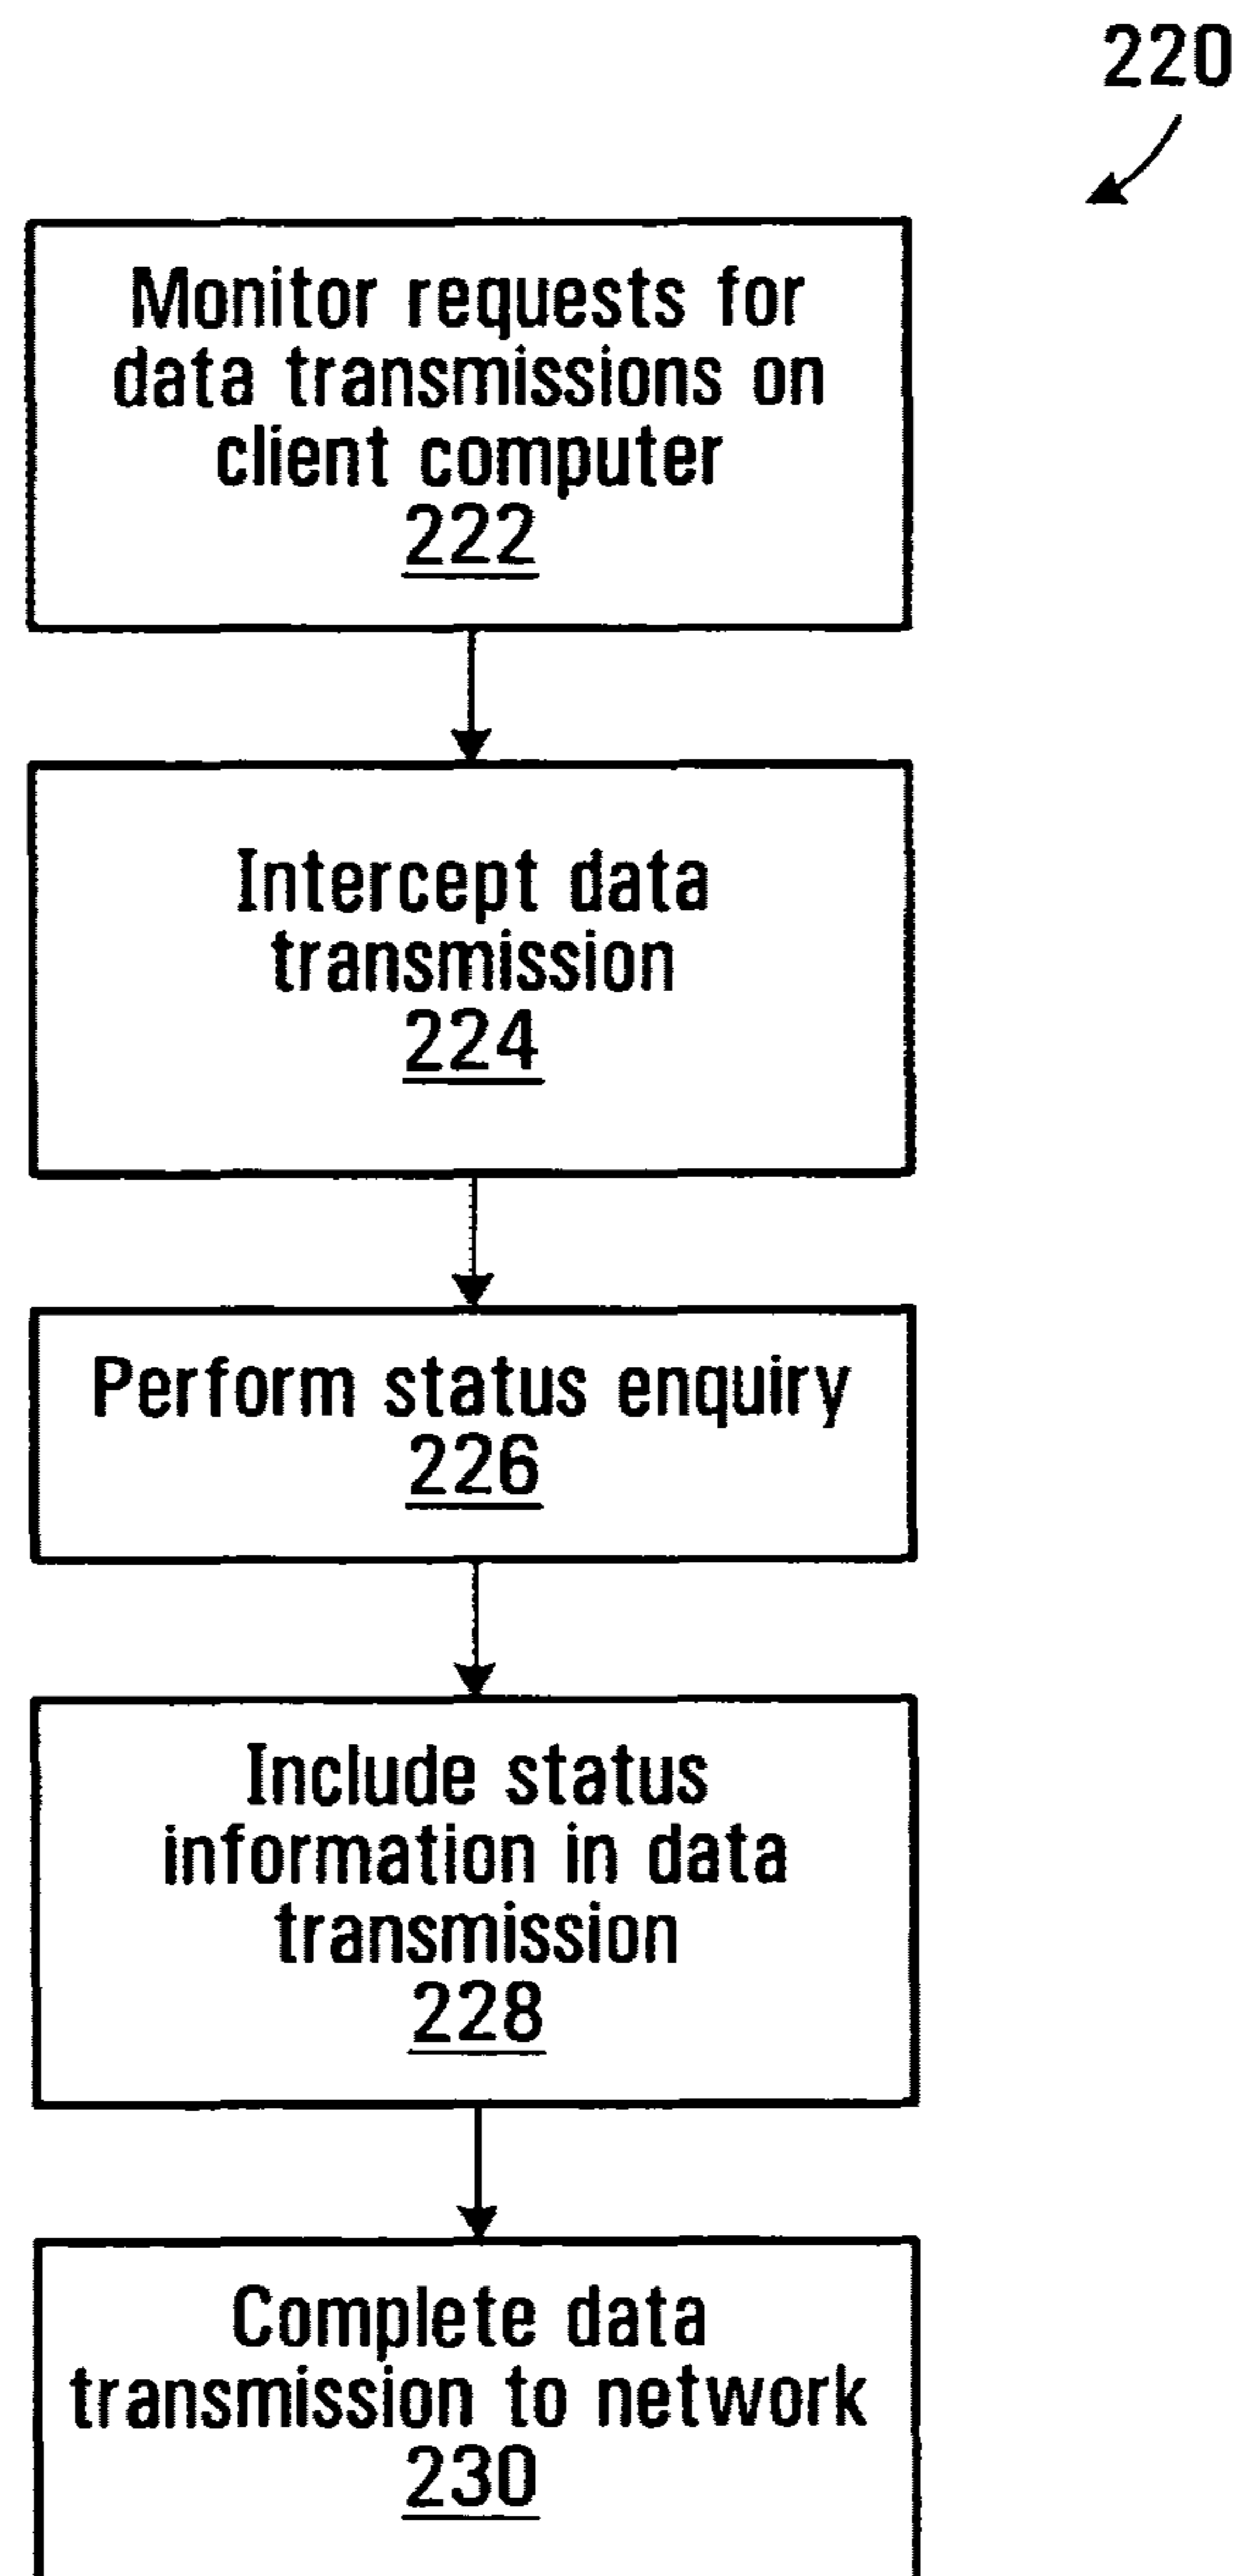 220
Monitor requests for
data transmissions on
client computer
222
Intercept data
transmission
224
Perform status enquiry
226
Include status
information in data
transmission
228
Complete data
transmission to network
230